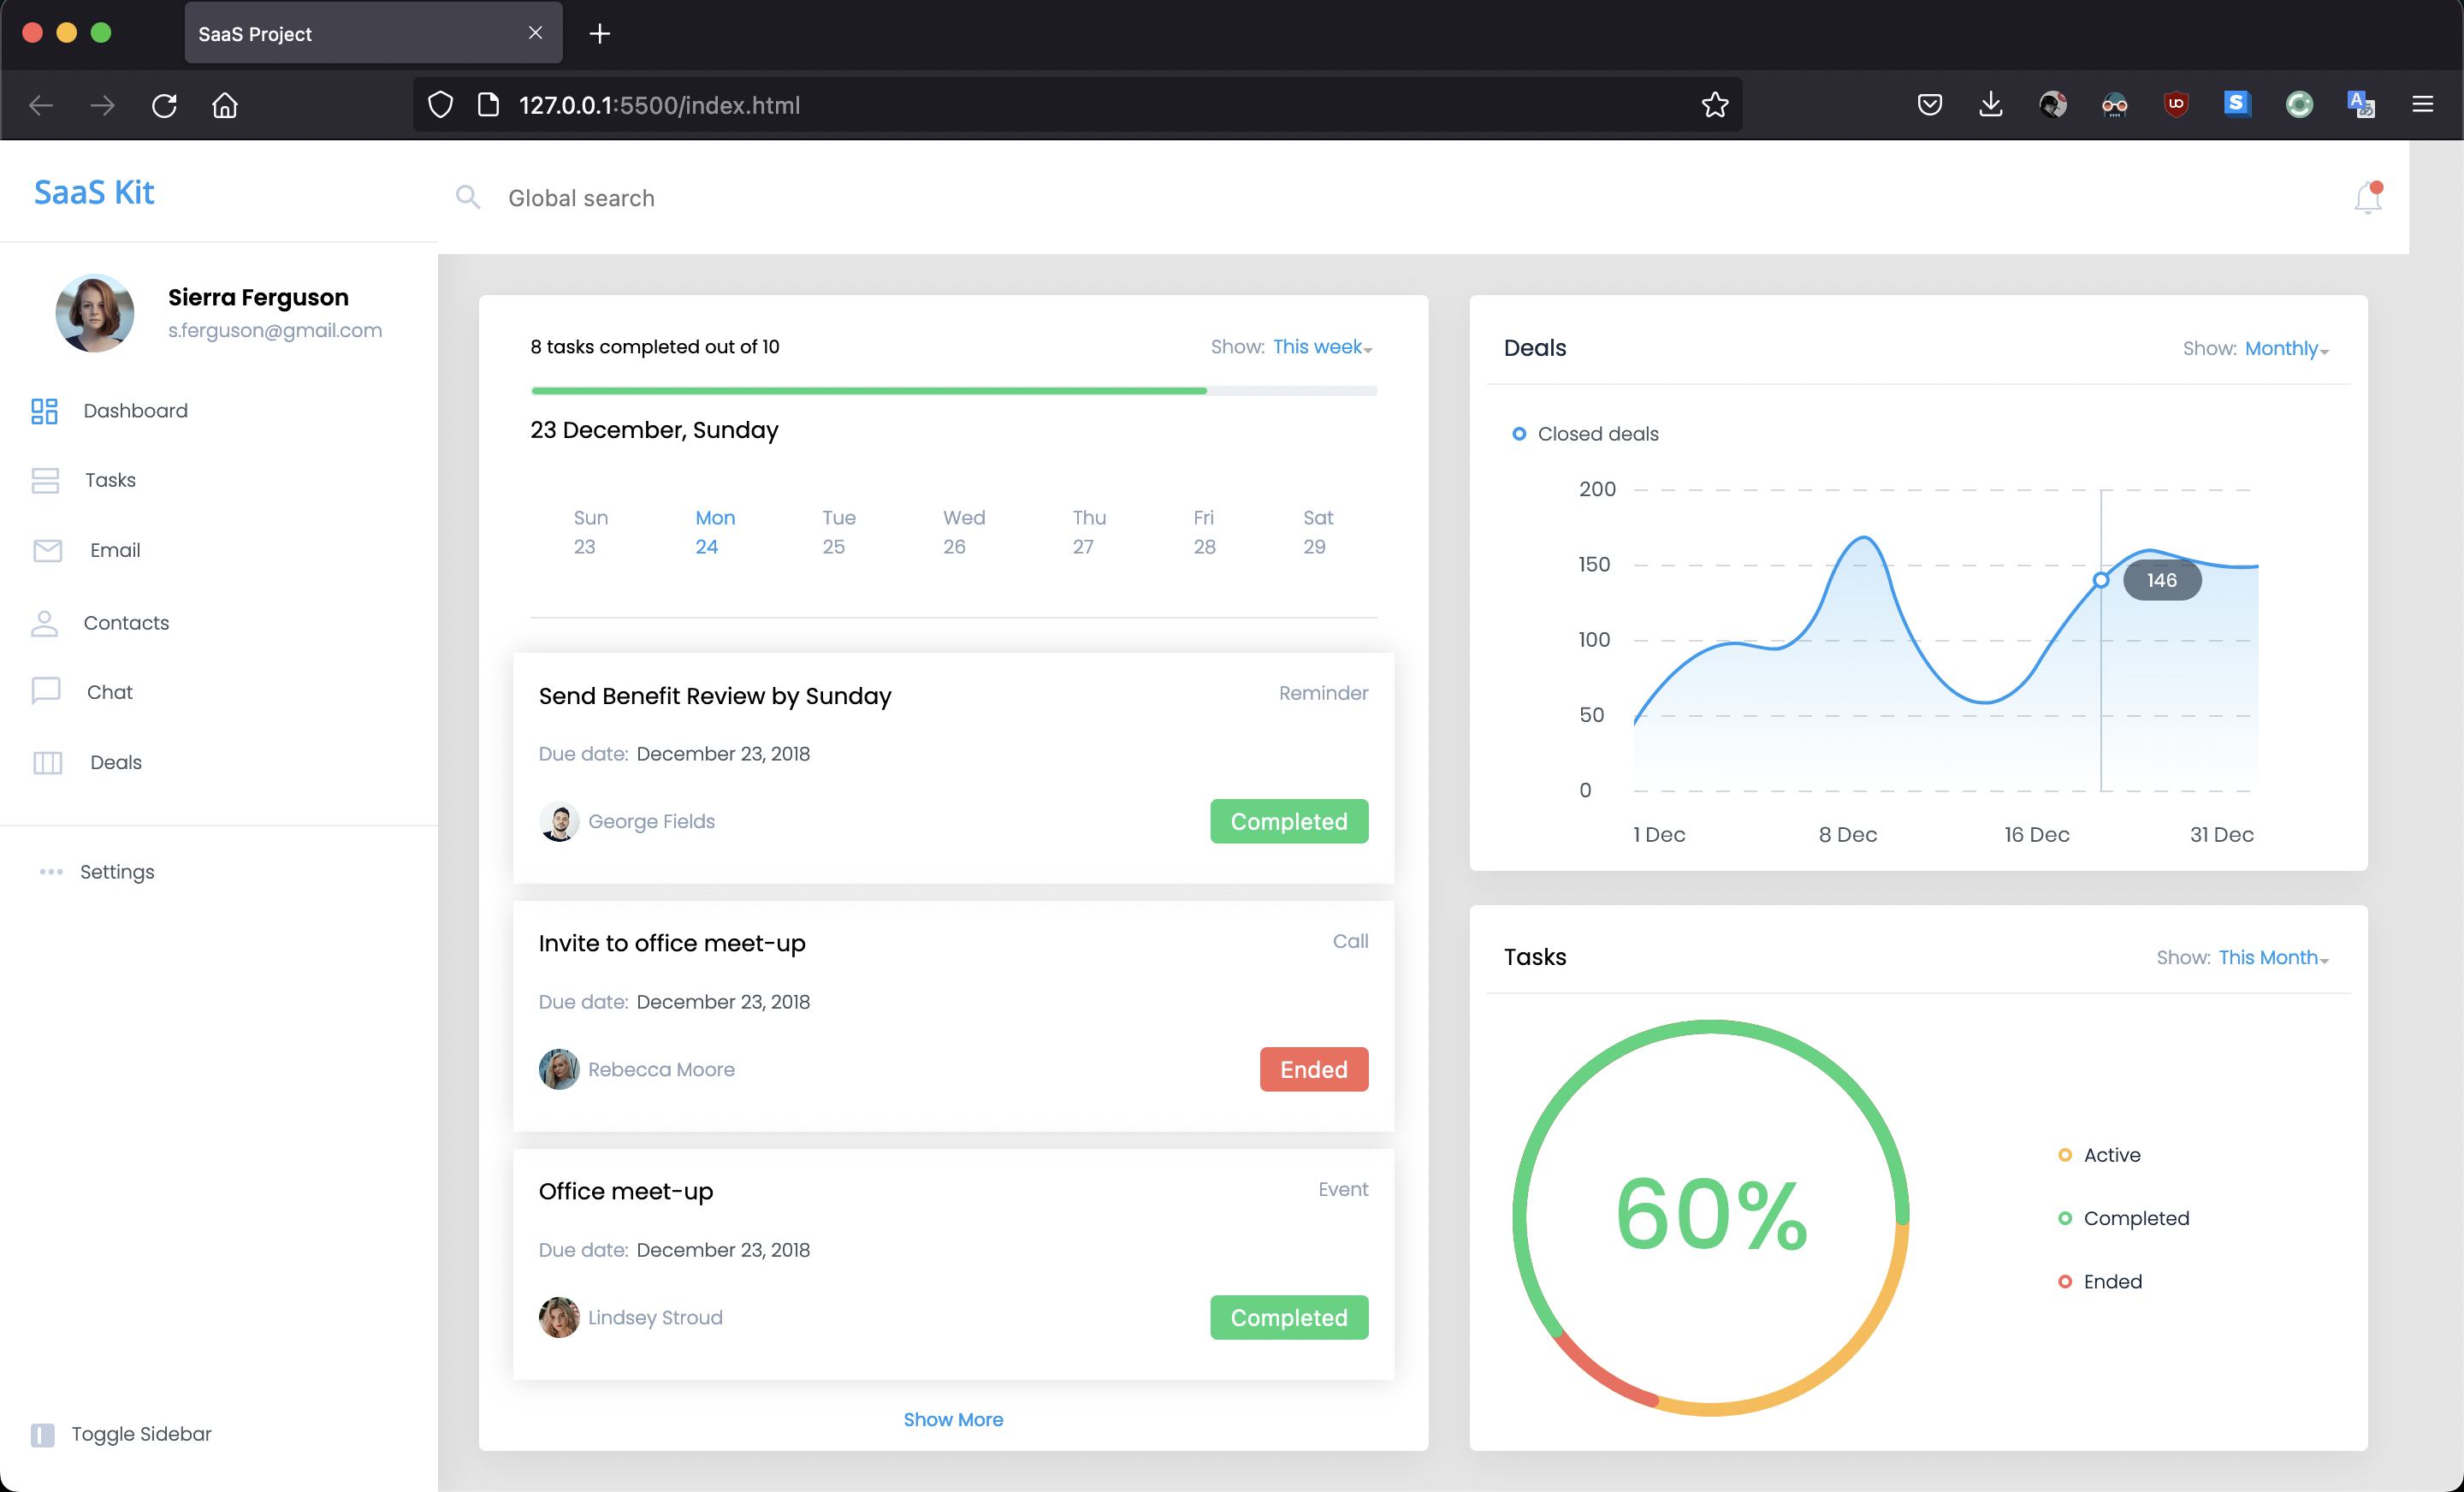 SaaS Project
127.0.0.1:5500/index.html
SaaS Kit
Global search
Sierra Ferguson
s.ferguson@gmail.com
Dashboard
Tasks
Email
Contacts
Chat
Deals
Settings
Toggle Sidebar
8 tasks completed out of 10
Show: This week
23 December, Sunday
Sun Mon Tue Wed Thu Fri Sat
23 24 25 26 27 28 29
Send Benefit Review by Sunday
Reminder
Due date: December 23, 2018
George Fields
Completed
Invite to office meet-up
Call
Due date: December 23, 2018
Rebecca Moore
Ended
Office meet-up
Event
Due date: December 23, 2018
Lindsey Stroud
Completed
Show More
Deals
Show: Monthly
Closed deals
200
150
146
100
50
0
1 Dec 8 Dec 16 Dec 31 Dec
Tasks
Show: This Month
60%
Active
Completed
Ended